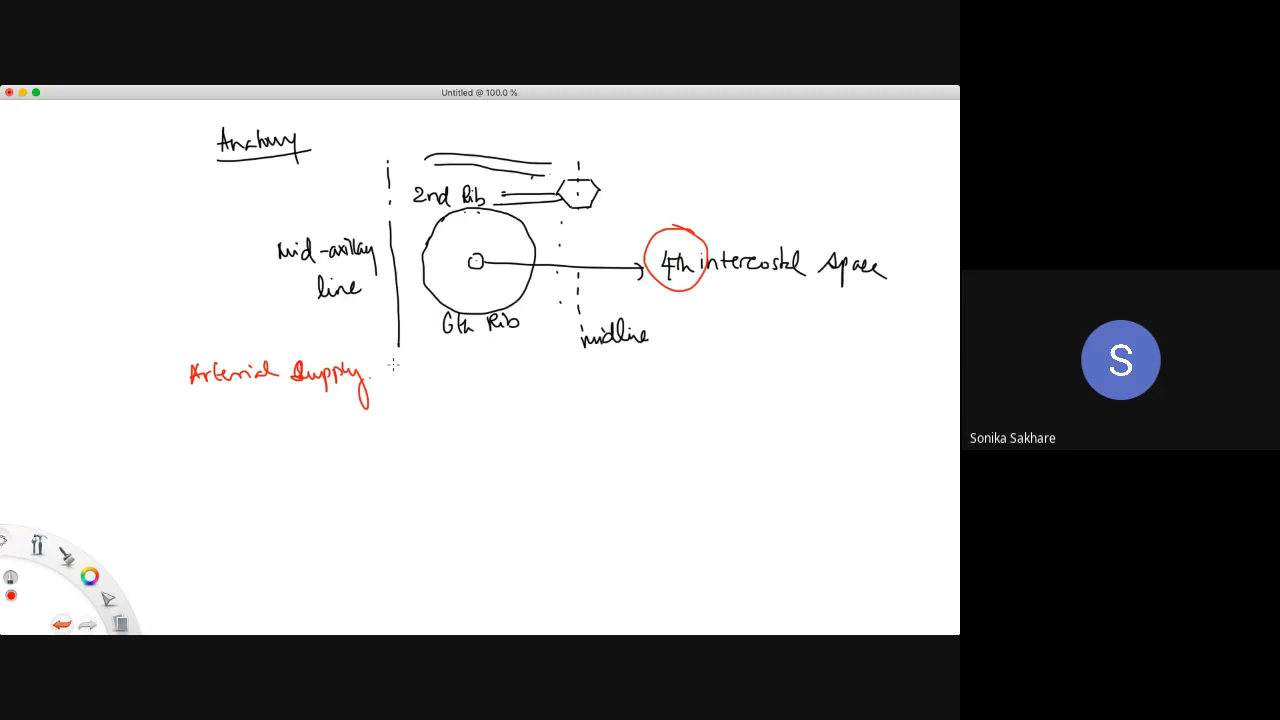 Untitled @ 100.0 %
Anatomy
2nd Rib
mid-axillary
line
4th intercostal space
6th Rib
midline
Arterial Supply.
S
Sonika Sakhare